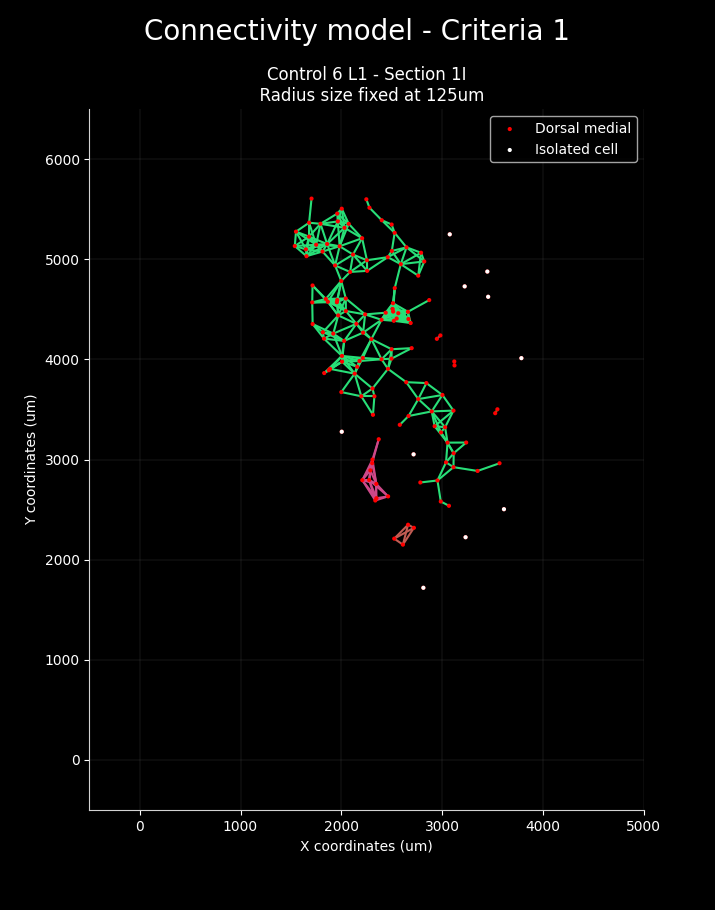 Connectivity model - Criteria 1
Control 6 L1 - Section 1I
Radius size fixed at 125um
Dorsal medial
Isolated cell
6000
5000
4000
3000
2000
1000
0
Y coordinates (um)
0 1000 2000 3000 4000 5000
X coordinates (um)